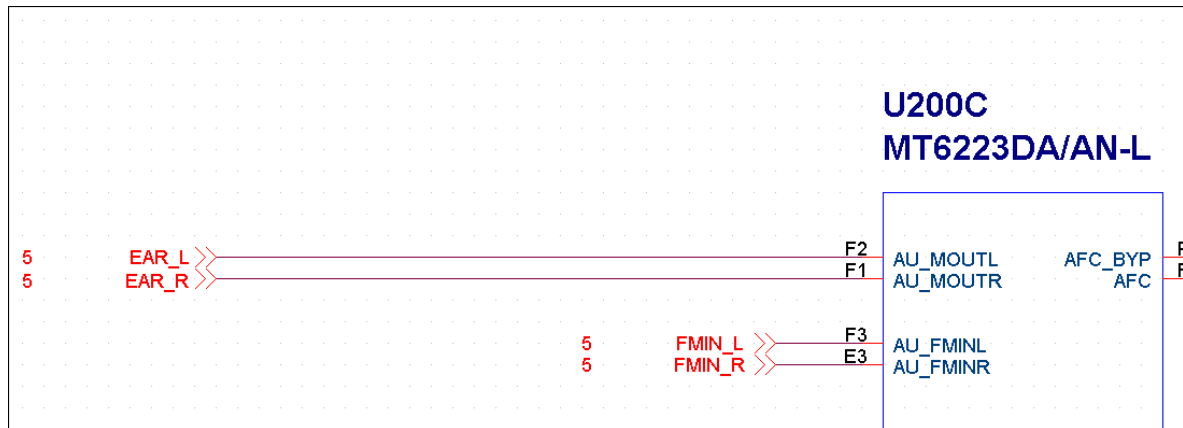 U200C
MT6223DA/AN-L
5 EAR_L F2 AU_MOUTL AFC_BYP
5 EAR_R F1 AU_MOUTR AFC
5 FMIN_L F3 AU_FMINL
5 FMIN_R E3 AU_FMINR